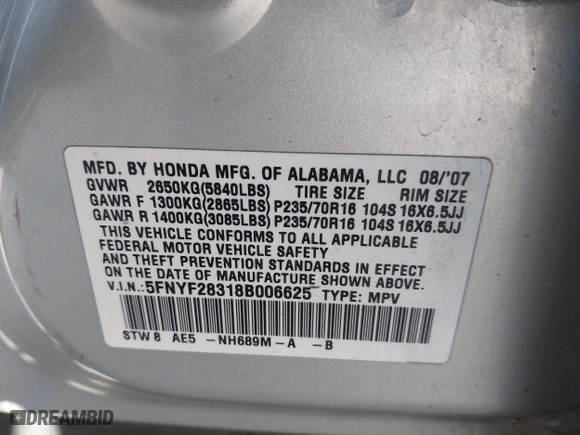 MFD. BY HONDA MFG. OF ALABAMA, LLC 08/'07
GVWR 2650KG(5840LBS) TIRE SIZE RIM SIZE
GAWR F 1300KG(2865LBS) P235/70R16 104S 16X6.5JJ
GAWR R 1400KG(3085LBS) P235/70R16 104S 16X6.5JJ
THIS VEHICLE CONFORMS TO ALL APPLICABLE
FEDERAL MOTOR VEHICLE SAFETY
AND THEFT PREVENTION STANDARDS IN EFFECT
ON THE DATE OF MANUFACTURE SHOWN ABOVE.
V.I.N.:5FNYF28318B006625 TYPE: MPV
STW8 AE5 -NH689M-A -B
DREAMBID